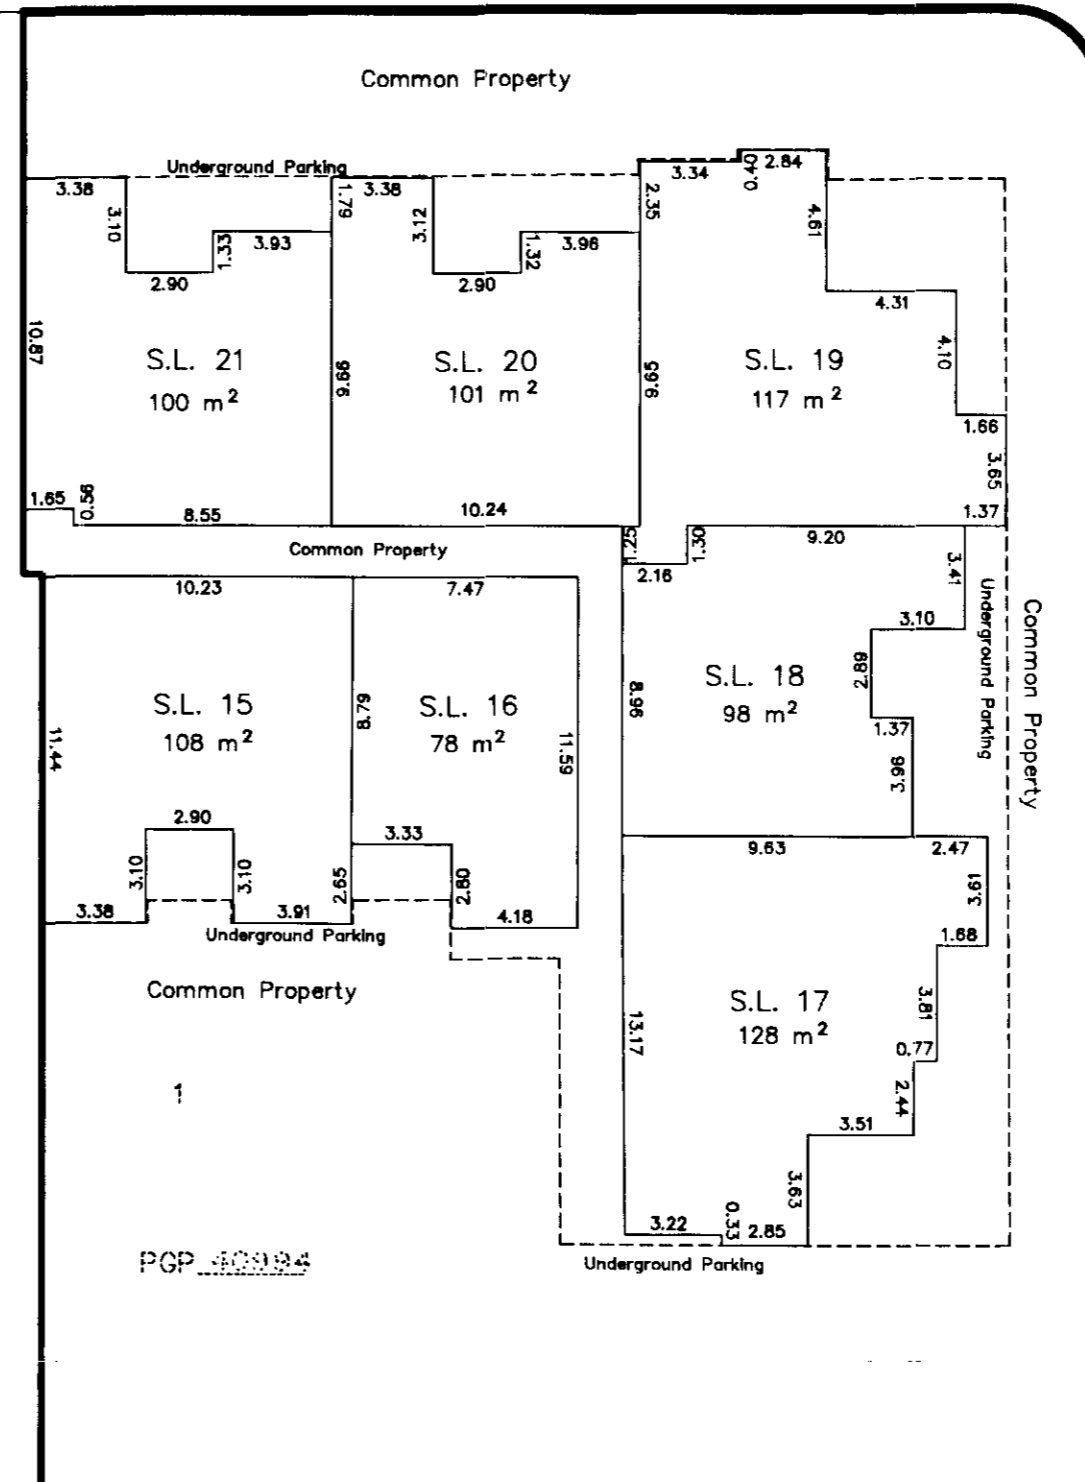 Common Property
Underground Parking
3.38
3.10
2.90
1.33
3.93
1.79
3.38
3.12
2.90
1.32
3.96
2.35
3.34
0.40
2.84
4.61
4.31
4.10
1.66
3.65
1.37
10.87
S.L. 21
100 m²
9.66
S.L. 20
101 m²
9.65
S.L. 19
117 m²
1.65
0.56
8.55
10.24
Common Property
1.25
2.16
1.30
9.20
3.41
3.10
2.89
1.37
3.96
Underground Parking
Common Property
10.23
7.47
S.L. 15
108 m²
8.79
S.L. 16
78 m²
11.59
8.96
S.L. 18
98 m²
11.44
2.90
3.10
3.10
3.38
3.91
2.65
3.33
2.80
4.18
Underground Parking
Common Property
9.63
2.47
3.61
1.68
3.81
0.77
2.44
3.51
3.63
S.L. 17
128 m²
13.17
3.22
0.33
2.85
Underground Parking
1
PGP